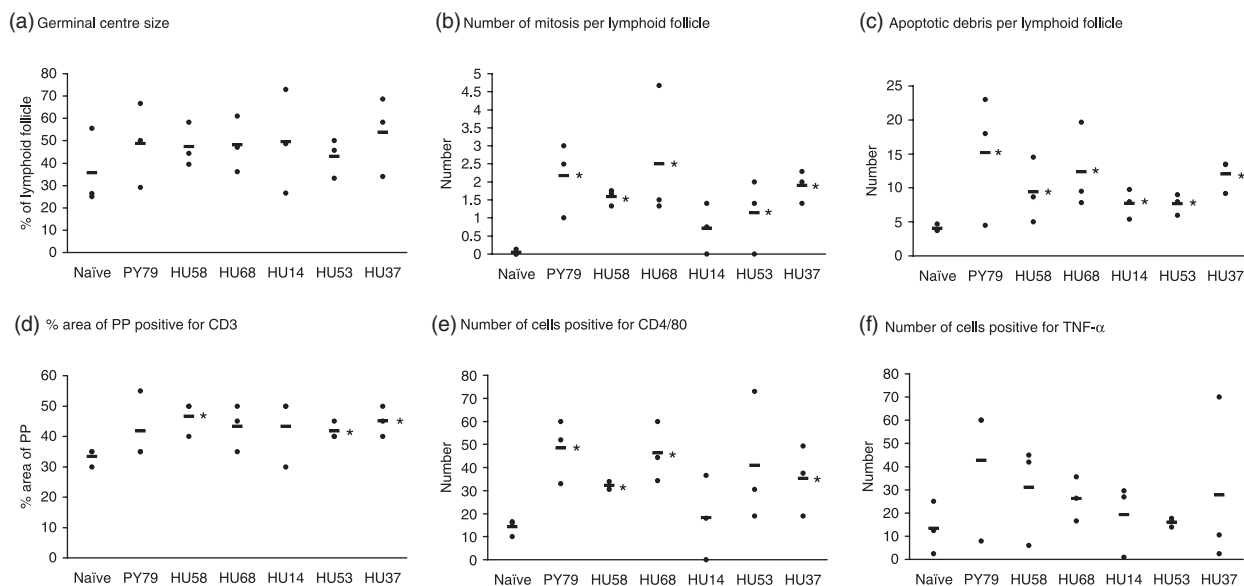 (a) Germinal centre size
80
70
60
50
40
30
20
10
0
% of lymphoid follicle
Naïve PY79 HU58 HU68 HU14 HU53 HU37
(b) Number of mitosis per lymphoid follicle
5
4.5
4
3.5
3
2.5
2
1.5
1
0.5
0
Number
* * * * *
Naïve PY79 HU58 HU68 HU14 HU53 HU37
(c) Apoptotic debris per lymphoid follicle
25
20
15
10
5
0
Number
* * * * * *
Naïve PY79 HU58 HU68 HU14 HU53 HU37
(d) % area of PP positive for CD3
60
50
40
30
20
10
0
% area of PP
* * *
Naïve PY79 HU58 HU68 HU14 HU53 HU37
(e) Number of cells positive for CD4/80
80
70
60
50
40
30
20
10
0
Number
* * * *
Naïve PY79 HU58 HU68 HU14 HU53 HU37
(f) Number of cells positive for TNF-α
80
70
60
50
40
30
20
10
0
Number
Naïve PY79 HU58 HU68 HU14 HU53 HU37